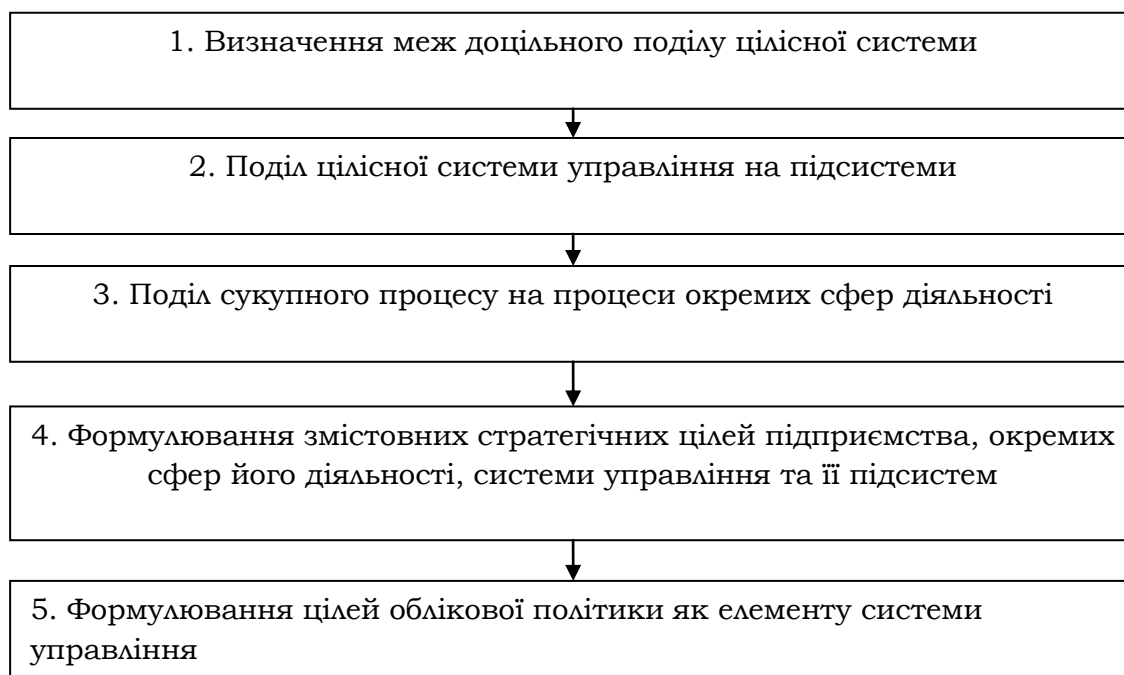 1. Визначення меж доцільного поділу цілісної системи
2. Поділ цілісної системи управління на підсистеми
3. Поділ сукупного процесу на процеси окремих сфер діяльності
4. Формулювання змістовних стратегічних цілей підприємства, окремих
сфер його діяльності, системи управління та її підсистем
5. Формулювання цілей облікової політики як елементу системи
управління